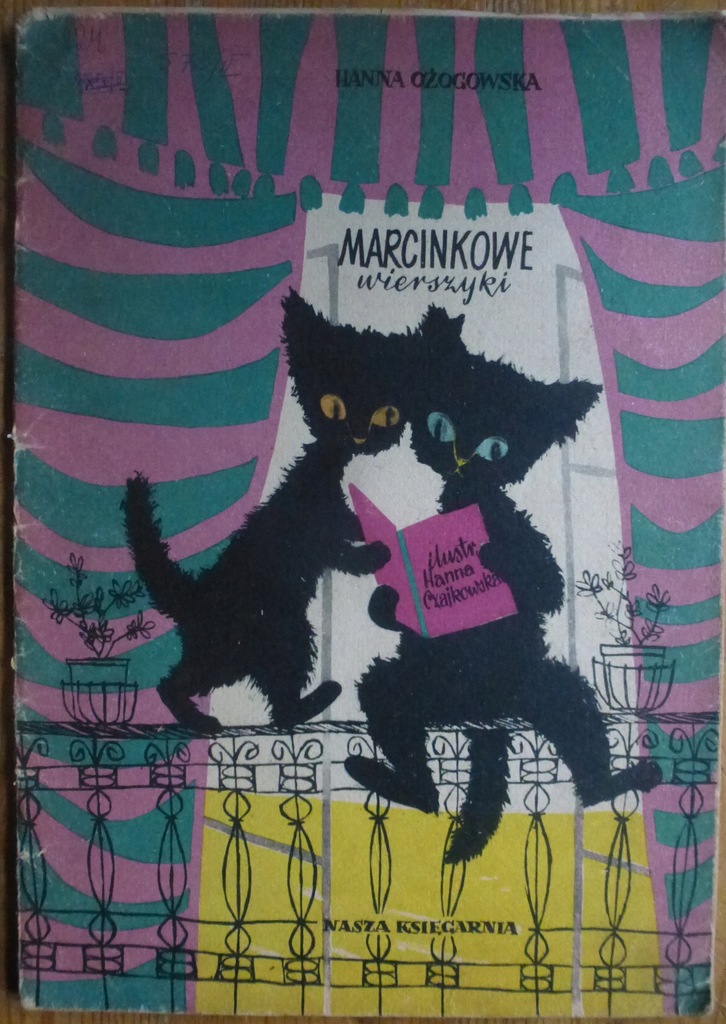 HANNA OŻOGOWSKA
MARCINKOWE
wierszyki
ilustr.
Hanna
Czajkowska
NASZA KSIĘGARNIA